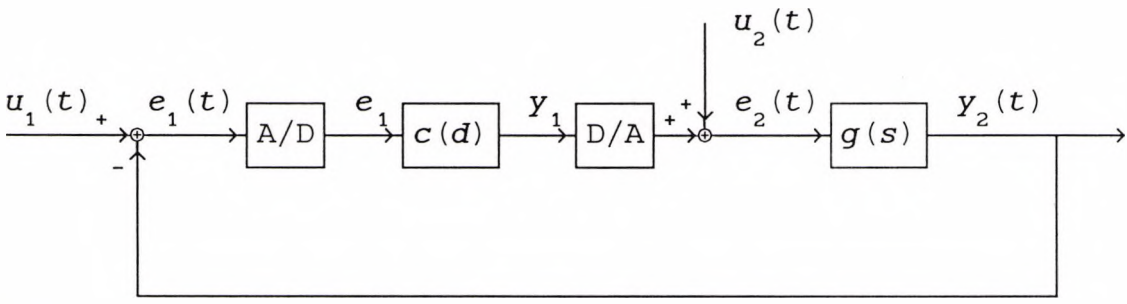 u₂(t)
u₁(t) + e₁(t) A/D e₁ c(d) y₁ D/A + + e₂(t) g(s) y₂(t)
-